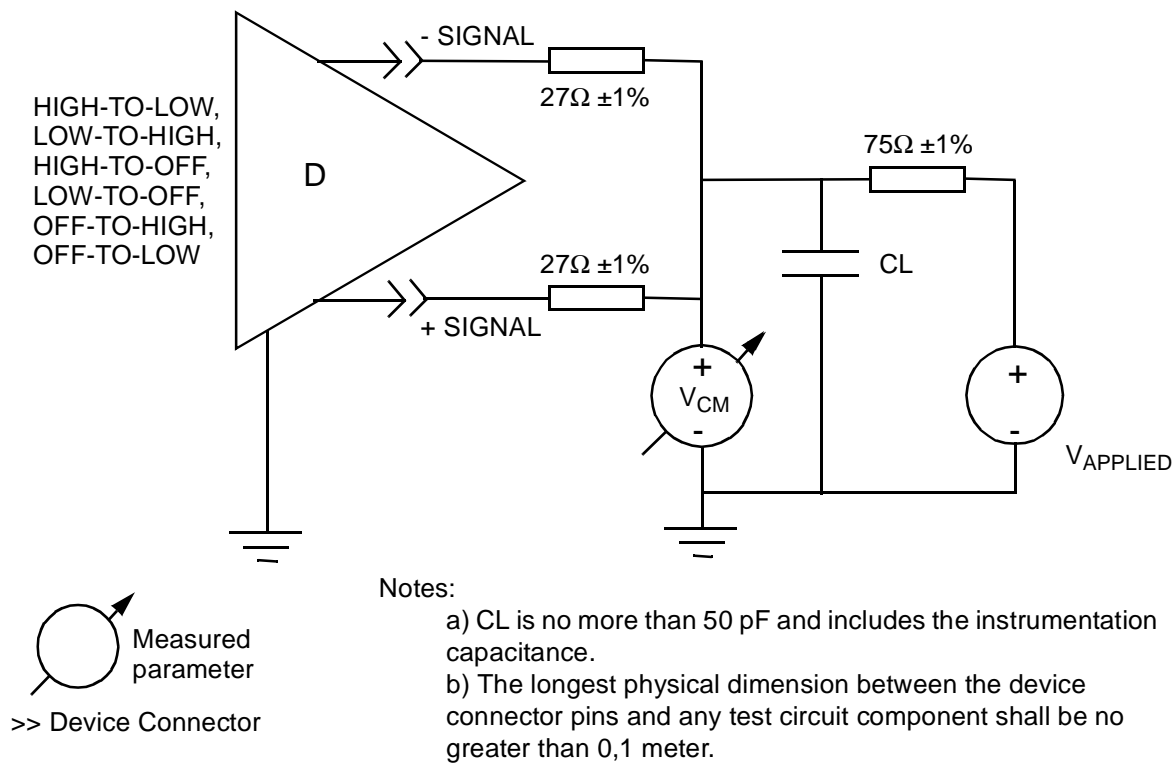 - SIGNAL
27Ω ±1%
HIGH-TO-LOW,
LOW-TO-HIGH,
HIGH-TO-OFF,
LOW-TO-OFF,
OFF-TO-HIGH,
OFF-TO-LOW
D
75Ω ±1%
CL
27Ω ±1%
+ SIGNAL
+
VCM
-
+
-
VAPPLIED
Measured
parameter
>> Device Connector
Notes:
a) CL is no more than 50 pF and includes the instrumentation
capacitance.
b) The longest physical dimension between the device
connector pins and any test circuit component shall be no
greater than 0,1 meter.